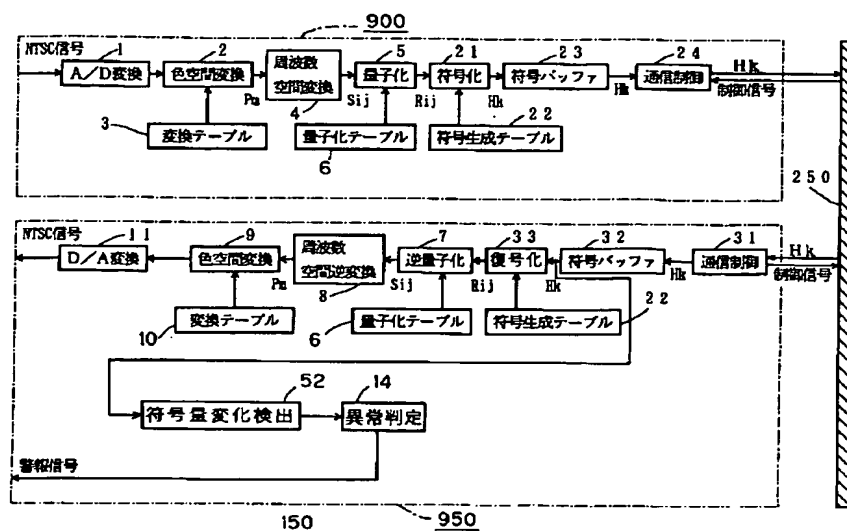 900
NTSC信号
1
A/D変換
2
色空間変換
Pm
周波数
空間変換
4
Sij
5
量子化
Rij
21
符号化
Hk
23
符号バッファ
Hk
24
通信制御
Hk
制御信号
3
変換テーブル
6
量子化テーブル
22
符号生成テーブル
250
NTSC信号
11
D/A変換
9
色空間変換
Pm
周波数
空間逆変換
8
Sij
7
逆量子化
Rij
33
復号化
Hk
32
符号バッファ
Hk
31
通信制御
Hk
制御信号
10
変換テーブル
6
量子化テーブル
22
符号生成テーブル
52
符号量変化検出
14
異常判定
警報信号
150
950